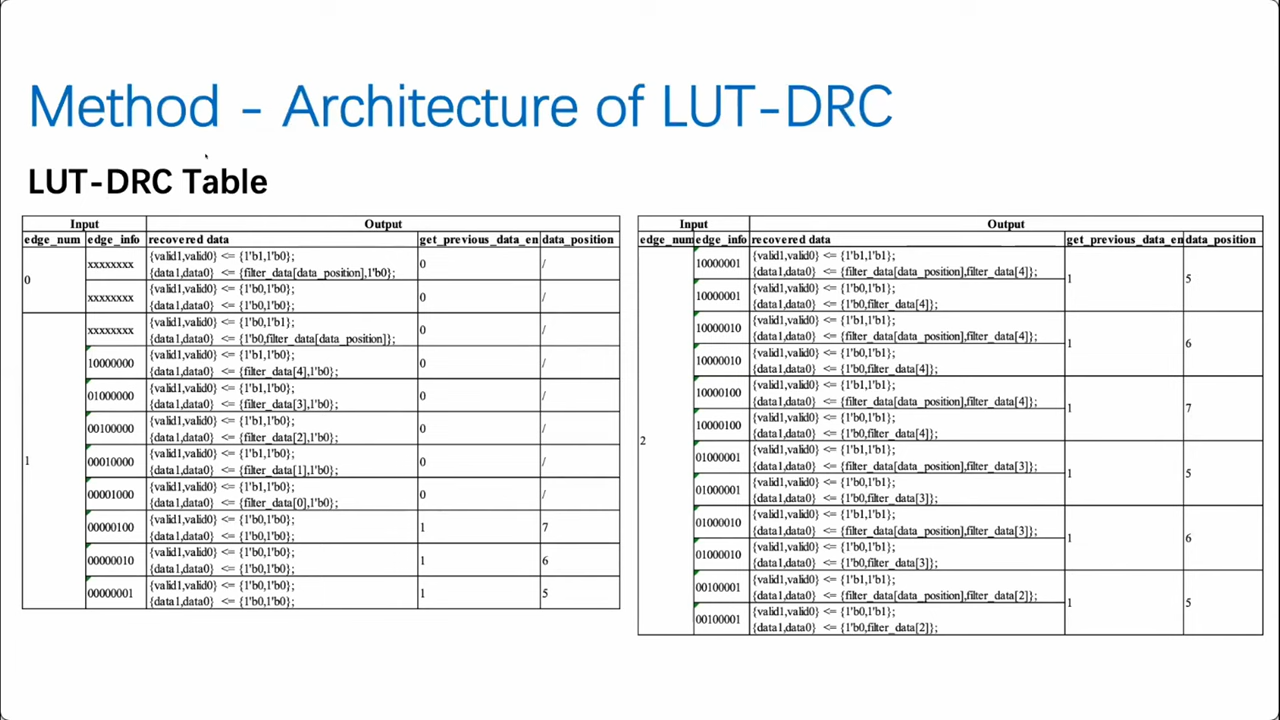 Method - Architecture of LUT-DRC
LUT-DRC Table
Input Output
edge_num edge_info recovered data get_previous_data_en data_position
0 xxxxxxxx {valid1,valid0} <= {1'b1,1'b0}; 0 /
{data1,data0} <= {filter_data[data_position],1'b0};
xxxxxxxx {valid1,valid0} <= {1'b0,1'b0}; 0 /
{data1,data0} <= {1'b0,1'b0};
1 xxxxxxxx {valid1,valid0} <= {1'b0,1'b1}; 0 /
{data1,data0} <= {1'b0,filter_data[data_position]};
10000000 {valid1,valid0} <= {1'b1,1'b0}; 0 /
{data1,data0} <= {filter_data[4],1'b0};
01000000 {valid1,valid0} <= {1'b1,1'b0}; 0 /
{data1,data0} <= {filter_data[3],1'b0};
00100000 {valid1,valid0} <= {1'b1,1'b0}; 0 /
{data1,data0} <= {filter_data[2],1'b0};
00010000 {valid1,valid0} <= {1'b1,1'b0}; 0 /
{data1,data0} <= {filter_data[1],1'b0};
00001000 {valid1,valid0} <= {1'b1,1'b0}; 0 /
{data1,data0} <= {filter_data[0],1'b0};
00000100 {valid1,valid0} <= {1'b0,1'b0}; 1 7
{data1,data0} <= {1'b0,1'b0};
00000010 {valid1,valid0} <= {1'b0,1'b0}; 1 6
{data1,data0} <= {1'b0,1'b0};
00000001 {valid1,valid0} <= {1'b0,1'b0}; 1 5
{data1,data0} <= {1'b0,1'b0};
Input Output
edge_num edge_info recovered data get_previous_data_en data_position
2 10000001 {valid1,valid0} <= {1'b1,1'b1}; 1 5
{data1,data0} <= {filter_data[data_position],filter_data[4]};
10000001 {valid1,valid0} <= {1'b0,1'b1};
{data1,data0} <= {1'b0,filter_data[4]};
10000010 {valid1,valid0} <= {1'b1,1'b1}; 1 6
{data1,data0} <= {filter_data[data_position],filter_data[4]};
10000010 {valid1,valid0} <= {1'b0,1'b1};
{data1,data0} <= {1'b0,filter_data[4]};
10000100 {valid1,valid0} <= {1'b1,1'b1}; 1 7
{data1,data0} <= {filter_data[data_position],filter_data[4]};
10000100 {valid1,valid0} <= {1'b0,1'b1};
{data1,data0} <= {1'b0,filter_data[4]};
01000001 {valid1,valid0} <= {1'b1,1'b1}; 1 5
{data1,data0} <= {filter_data[data_position],filter_data[3]};
01000001 {valid1,valid0} <= {1'b0,1'b1};
{data1,data0} <= {1'b0,filter_data[3]};
01000010 {valid1,valid0} <= {1'b1,1'b1}; 1 6
{data1,data0} <= {filter_data[data_position],filter_data[3]};
01000010 {valid1,valid0} <= {1'b0,1'b1};
{data1,data0} <= {1'b0,filter_data[3]};
00100001 {valid1,valid0} <= {1'b1,1'b1}; 1 5
{data1,data0} <= {filter_data[data_position],filter_data[2]};
00100001 {valid1,valid0} <= {1'b0,1'b1};
{data1,data0} <= {1'b0,filter_data[2]};